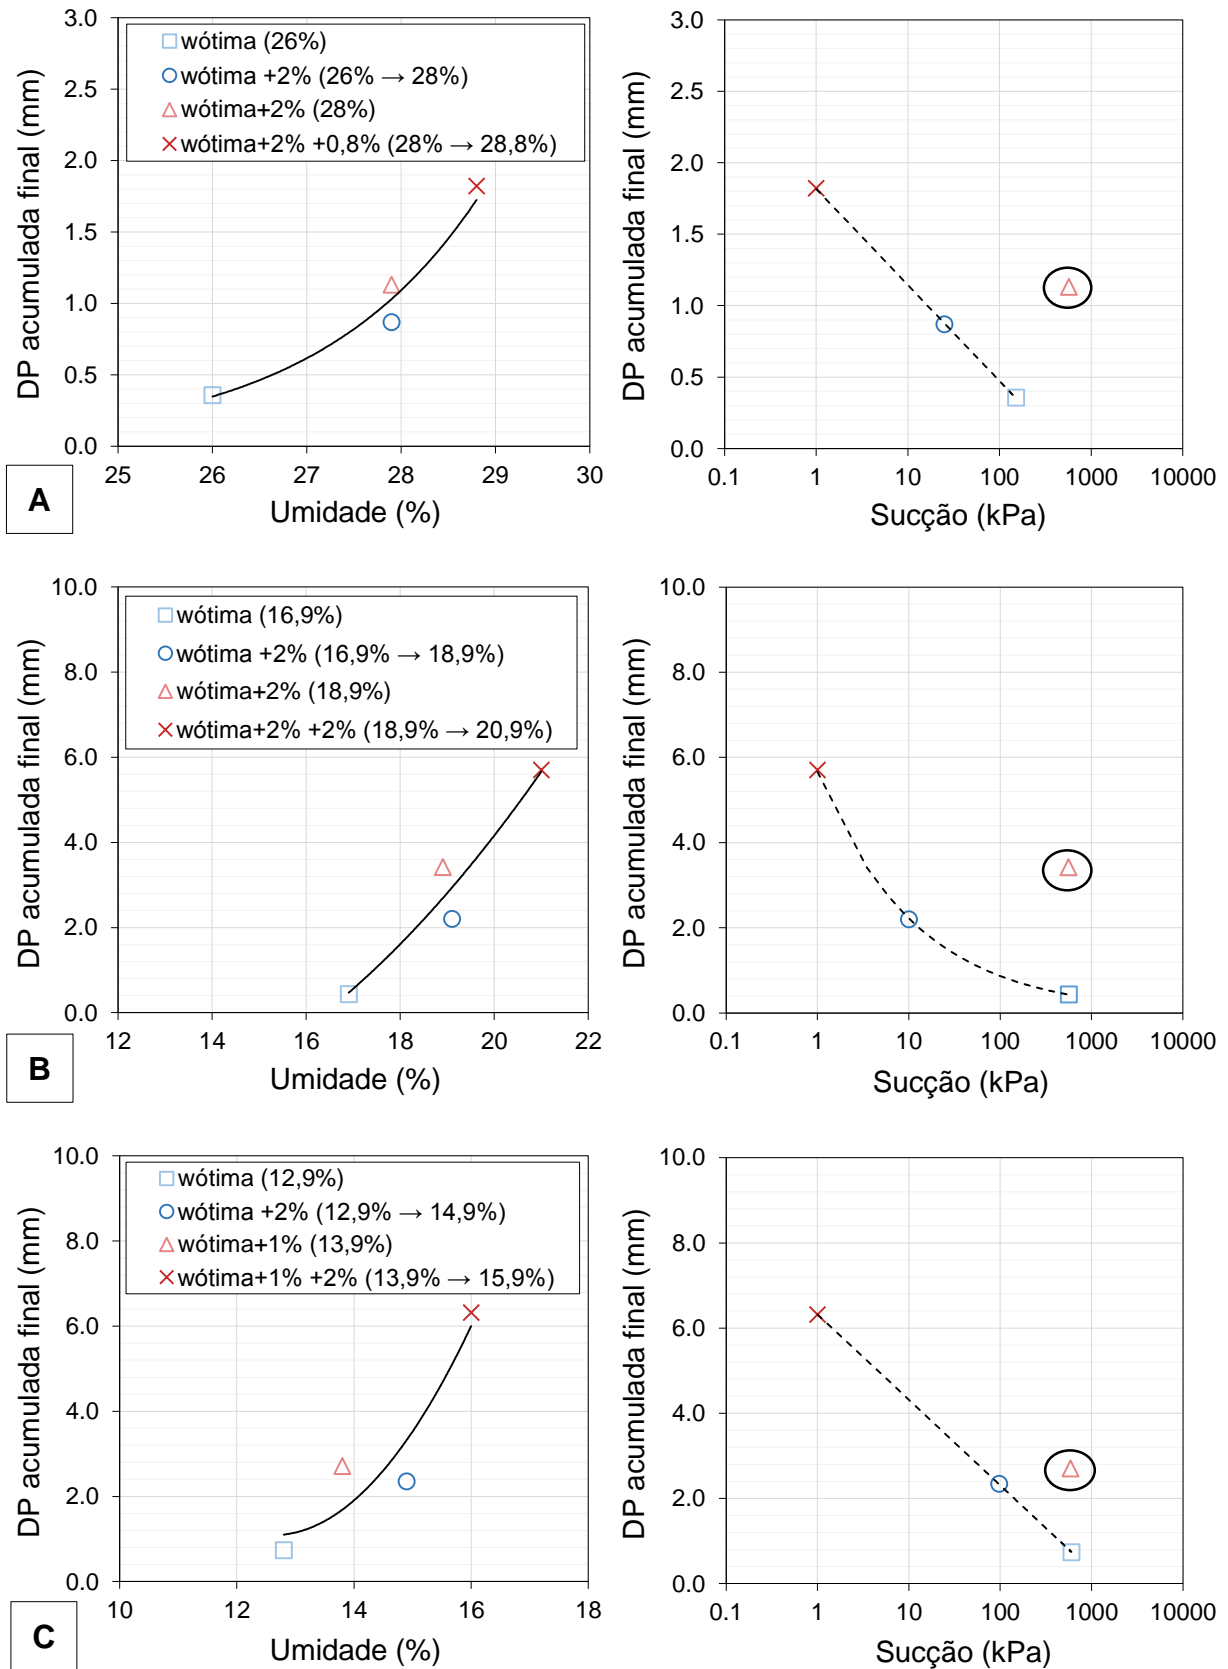 3.0
2.5
2.0
1.5
1.0
0.5
0.0
25 26 27 28 29 30
DP acumulada final (mm)
Umidade (%)
wótima (26%)
wótima +2% (26% → 28%)
wótima+2% (28%)
wótima+2% +0,8% (28% → 28,8%)
A
3.0
2.5
2.0
1.5
1.0
0.5
0.0
0.1 1 10 100 1000 10000
DP acumulada final (mm)
Sucção (kPa)
10.0
8.0
6.0
4.0
2.0
0.0
12 14 16 18 20 22
DP acumulada final (mm)
Umidade (%)
wótima (16,9%)
wótima +2% (16,9% → 18,9%)
wótima+2% (18,9%)
wótima+2% +2% (18,9% → 20,9%)
B
10.0
8.0
6.0
4.0
2.0
0.0
0.1 1 10 100 1000 10000
DP acumulada final (mm)
Sucção (kPa)
10.0
8.0
6.0
4.0
2.0
0.0
10 12 14 16 18
DP acumulada final (mm)
Umidade (%)
wótima (12,9%)
wótima +2% (12,9% → 14,9%)
wótima+1% (13,9%)
wótima+1% +2% (13,9% → 15,9%)
C
10.0
8.0
6.0
4.0
2.0
0.0
0.1 1 10 100 1000 10000
DP acumulada final (mm)
Sucção (kPa)